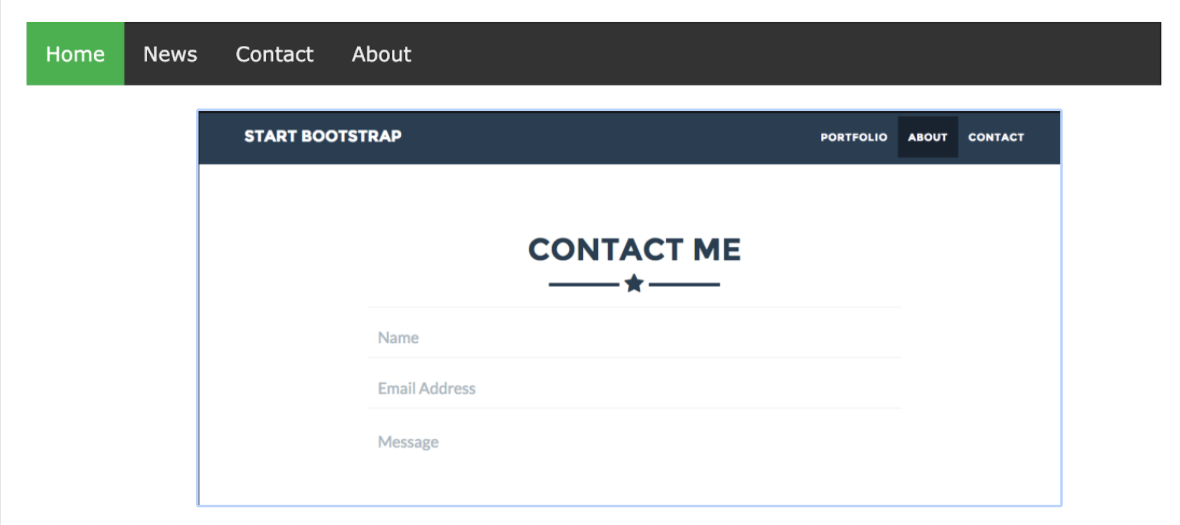 Home News Contact About
START BOOTSTRAP PORTFOLIO ABOUT CONTACT
CONTACT ME
Name
Email Address
Message